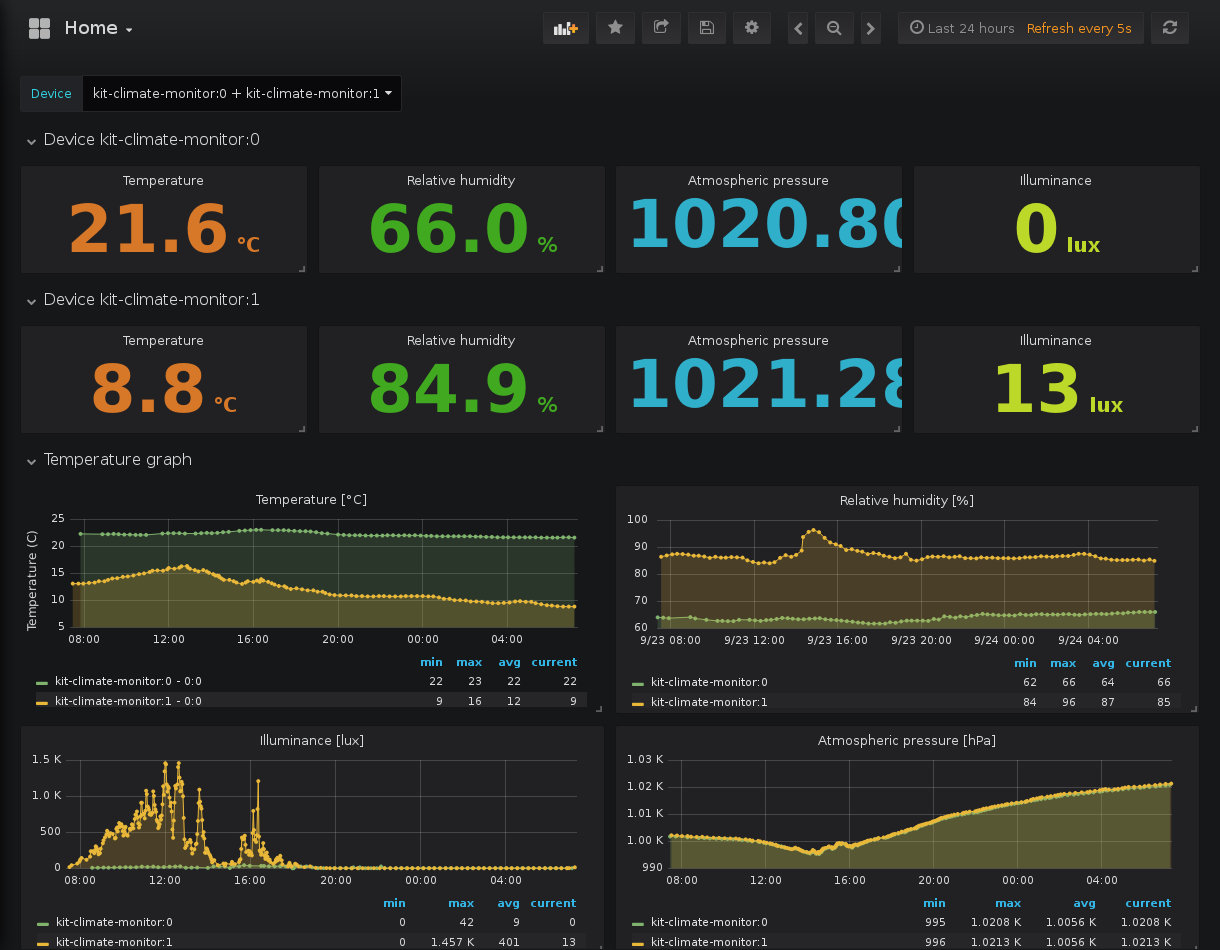 Home
Last 24 hours Refresh every 5s
Device kit-climate-monitor:0 + kit-climate-monitor:1
Device kit-climate-monitor:0
Temperature Relative humidity Atmospheric pressure Illuminance
21.6 °C 66.0 % 1020.80 0 lux
Device kit-climate-monitor:1
Temperature Relative humidity Atmospheric pressure Illuminance
8.8 °C 84.9 % 1021.28 13 lux
Temperature graph
Temperature [°C]
Temperature (C)
25
20
15
10
5
08:00 12:00 16:00 20:00 00:00 04:00
min max avg current
kit-climate-monitor:0 - 0:0 22 23 22 22
kit-climate-monitor:1 - 0:0 9 16 12 9
Relative humidity [%]
100
90
80
70
60
9/23 08:00 9/23 12:00 9/23 16:00 9/23 20:00 9/24 00:00 9/24 04:00
min max avg current
kit-climate-monitor:0 62 66 64 66
kit-climate-monitor:1 84 96 87 85
Illuminance [lux]
1.5 K
1.0 K
500
0
08:00 12:00 16:00 20:00 00:00 04:00
min max avg current
kit-climate-monitor:0 0 42 9 0
kit-climate-monitor:1 0 1.457 K 401 13
Atmospheric pressure [hPa]
1.03 K
1.02 K
1.01 K
1.00 K
990
08:00 12:00 16:00 20:00 00:00 04:00
min max avg current
kit-climate-monitor:0 995 1.0208 K 1.0056 K 1.0208 K
kit-climate-monitor:1 996 1.0213 K 1.0056 K 1.0213 K